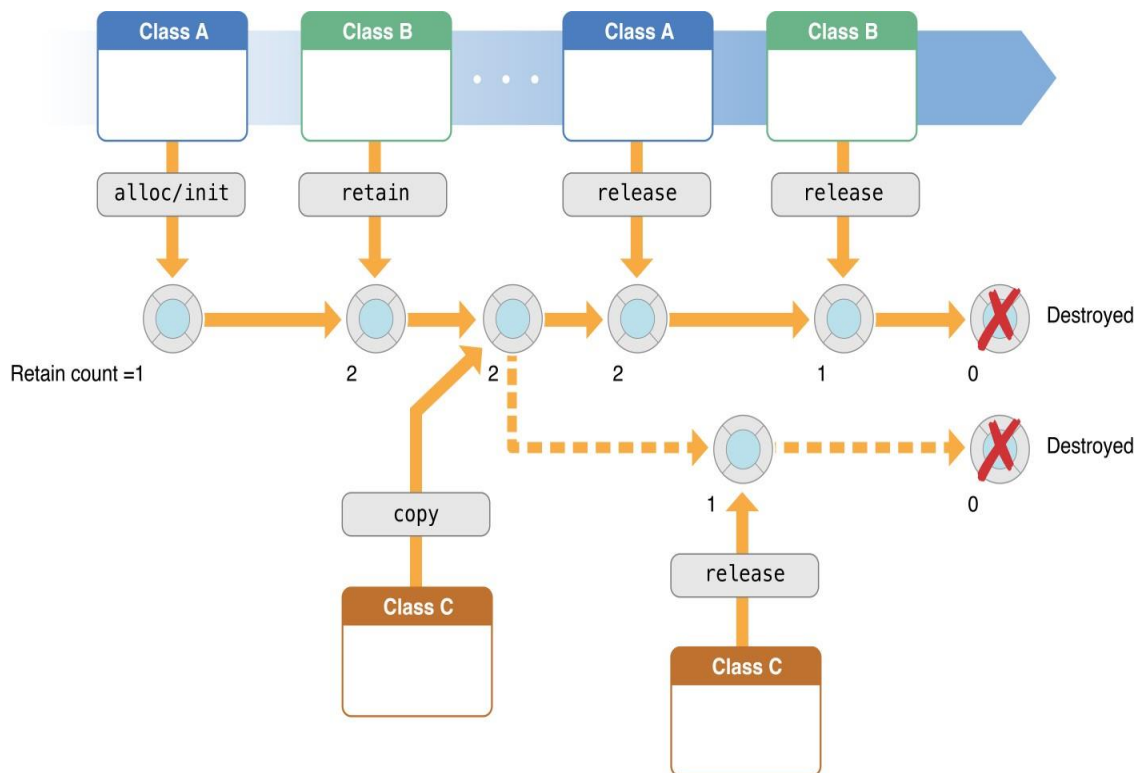 Class A
Class B
Class A
Class B
alloc/init
retain
release
release
Destroyed
Retain count =1
2
2
2
1
0
Destroyed
1
0
copy
release
Class C
Class C